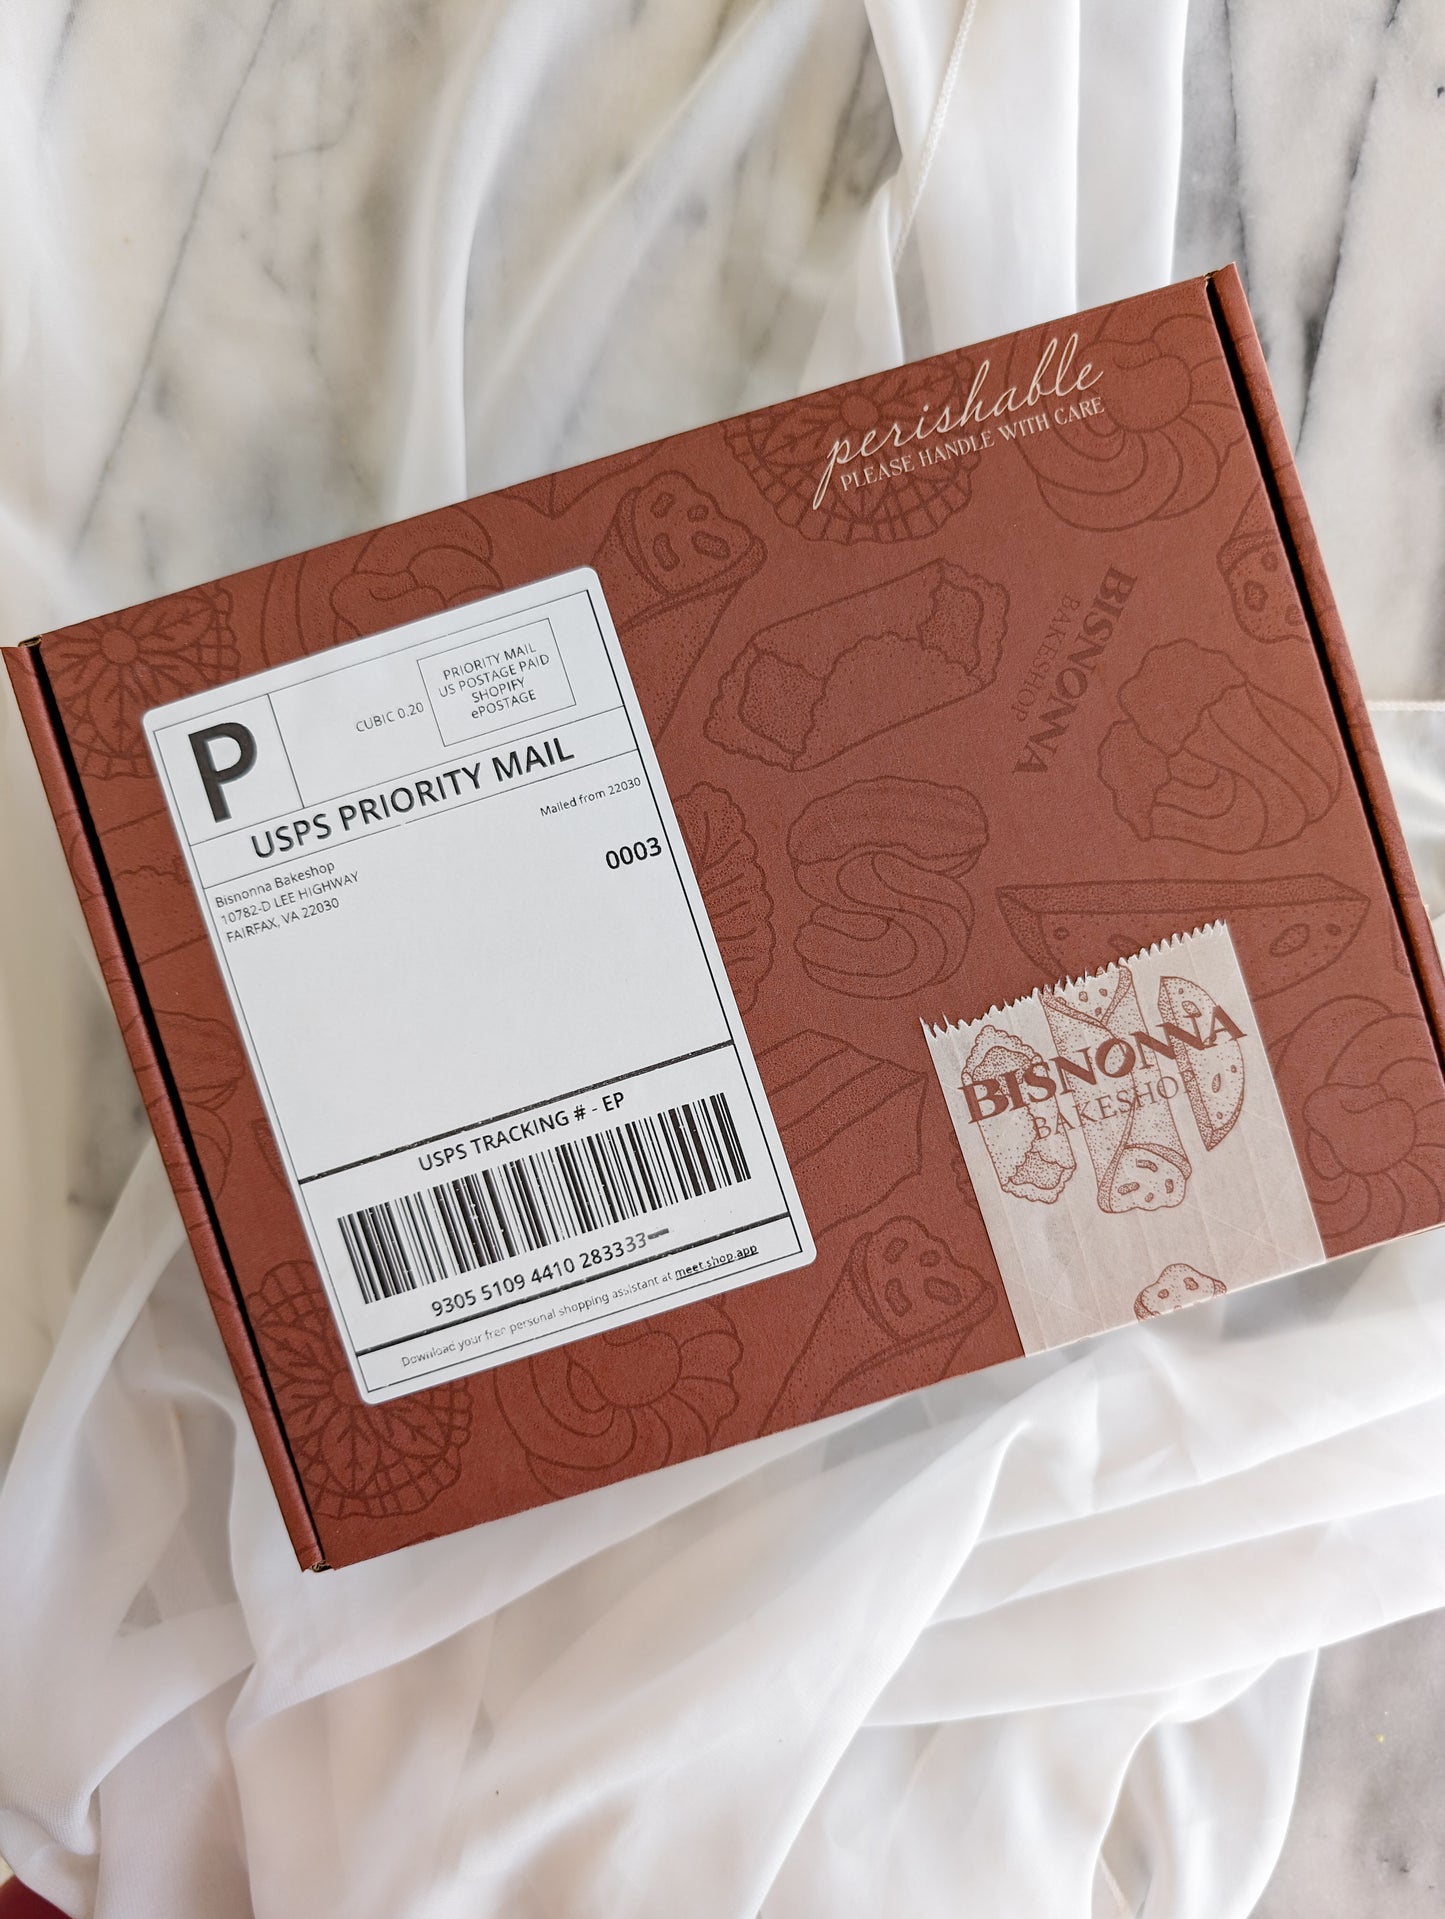 perishable
PLEASE HANDLE WITH CARE
BISNONNA
BAKESHOP
P
CUBIC 0.20
PRIORITY MAIL
US POSTAGE PAID
SHOPIFY
ePOSTAGE
USPS PRIORITY MAIL
Mailed from 22030
0003
Bisnonna Bakeshop
10782-D LEE HIGHWAY
FAIRFAX, VA 22030
USPS TRACKING # - EP
9305 5109 4410 283333
Download your free personal shopping assistant at meet.shop.app
BISNONNA
BAKESHOP